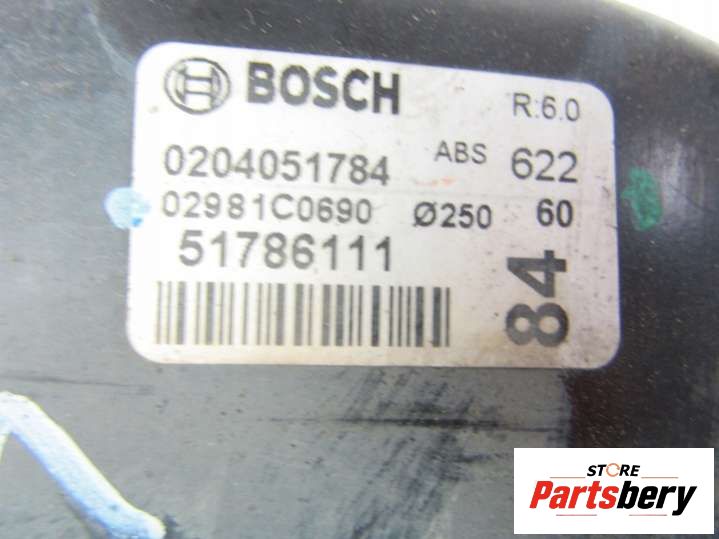 BOSCH R:6.0
0204051784 ABS 622
02981C0690 Ø250 60
51786111
84
STORE
Partsbery